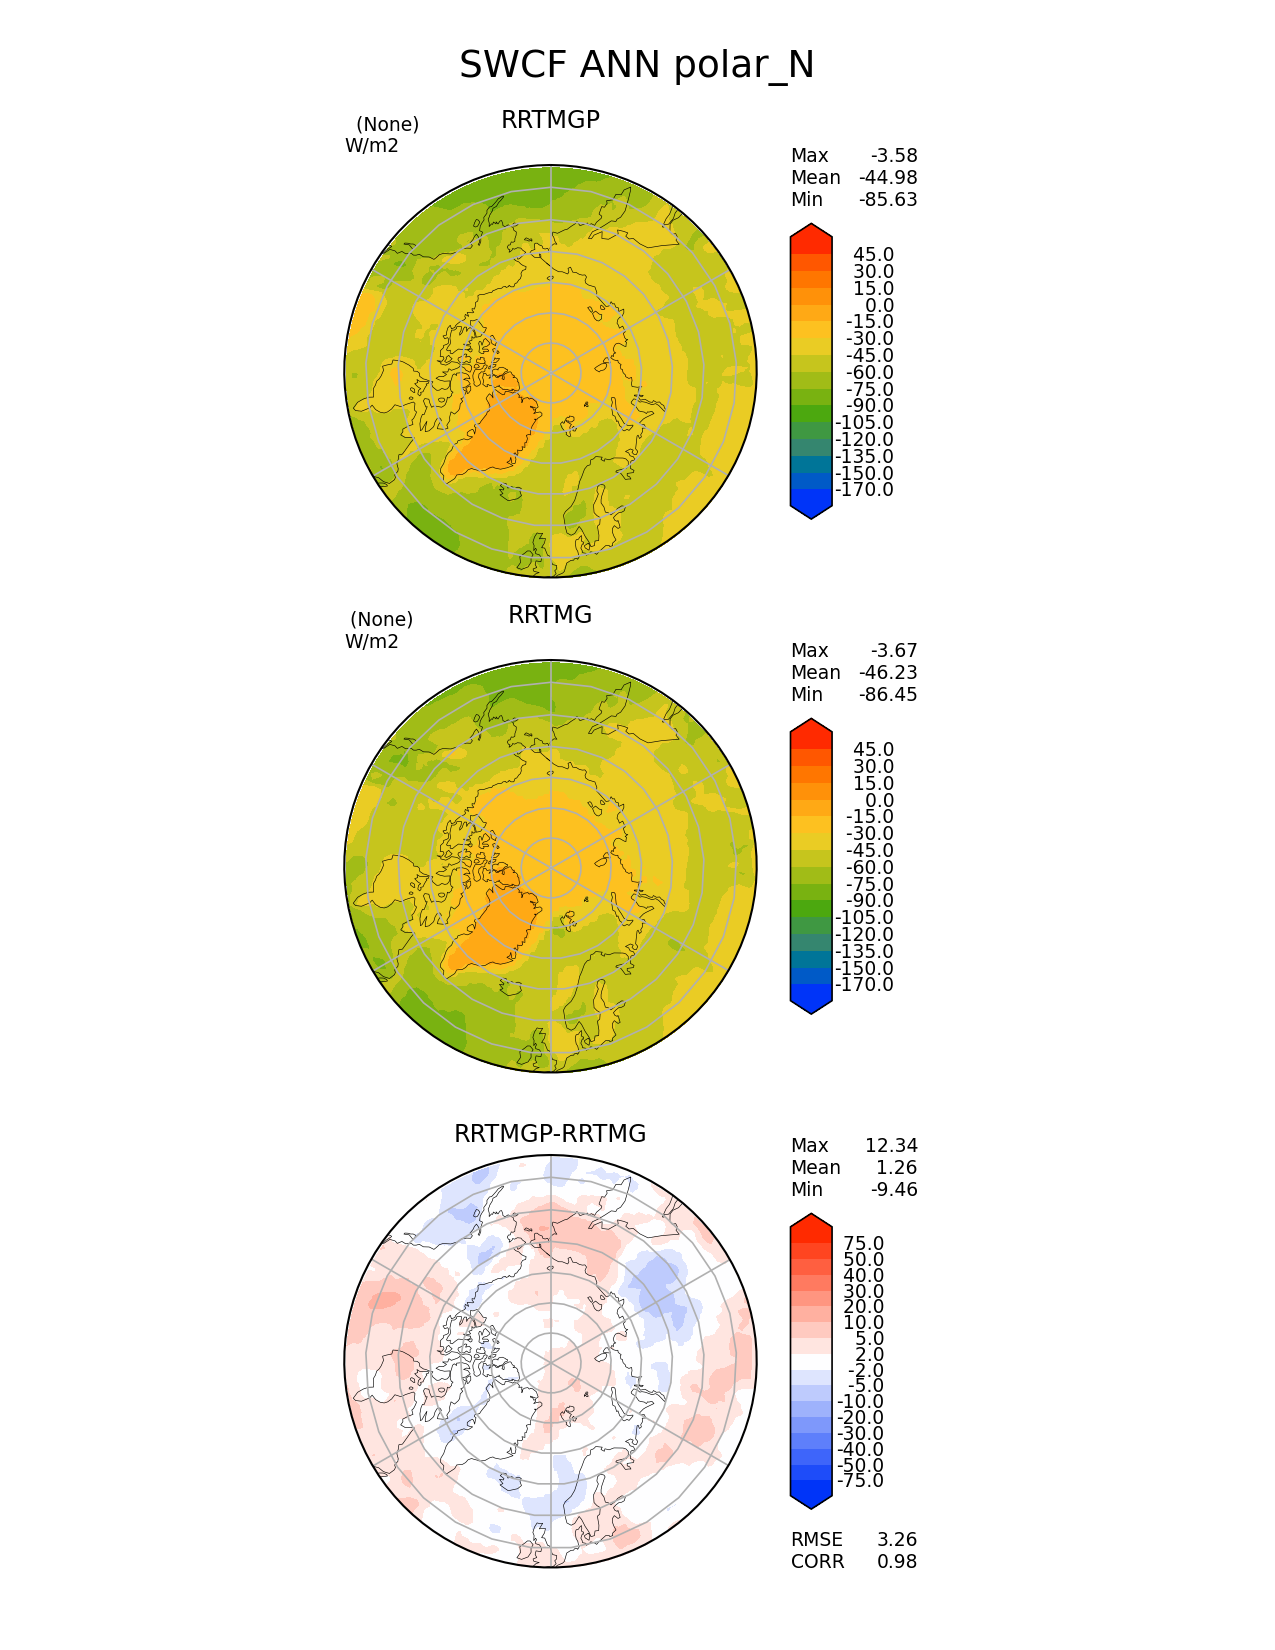 SWCF ANN polar_N
(None)
RRTMGP
W/m2
Max -3.58
Mean -44.98
Min -85.63
45.0
30.0
15.0
0.0
-15.0
-30.0
-45.0
-60.0
-75.0
-90.0
-105.0
-120.0
-135.0
-150.0
-170.0
(None)
RRTMG
W/m2
Max -3.67
Mean -46.23
Min -86.45
45.0
30.0
15.0
0.0
-15.0
-30.0
-45.0
-60.0
-75.0
-90.0
-105.0
-120.0
-135.0
-150.0
-170.0
RRTMGP-RRTMG
Max 12.34
Mean 1.26
Min -9.46
75.0
50.0
40.0
30.0
20.0
10.0
5.0
2.0
-2.0
-5.0
-10.0
-20.0
-30.0
-40.0
-50.0
-75.0
RMSE 3.26
CORR 0.98